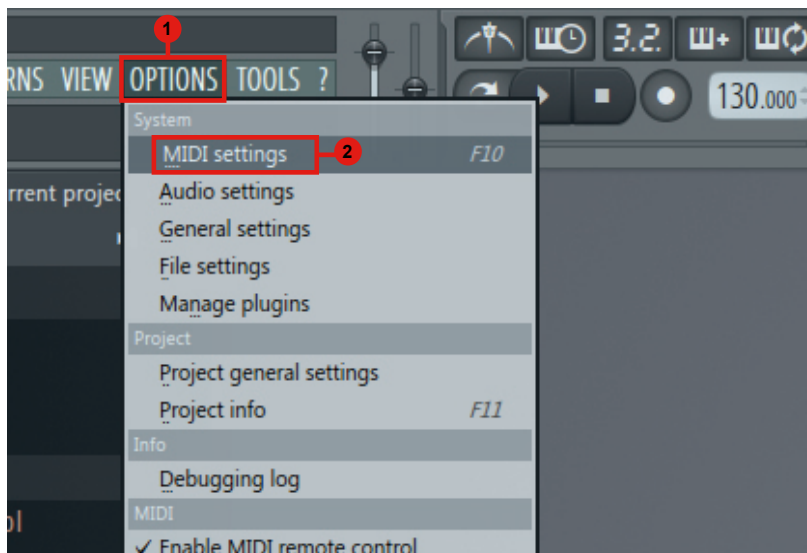 1
RNS VIEW OPTIONS TOOLS ?
3.2.
130.000
System
MIDI settings F10
2
Audio settings
General settings
File settings
Manage plugins
Project
Project general settings
Project info F11
Info
Debugging log
MIDI
✓ Enable MIDI remote control
rrent projec
ol